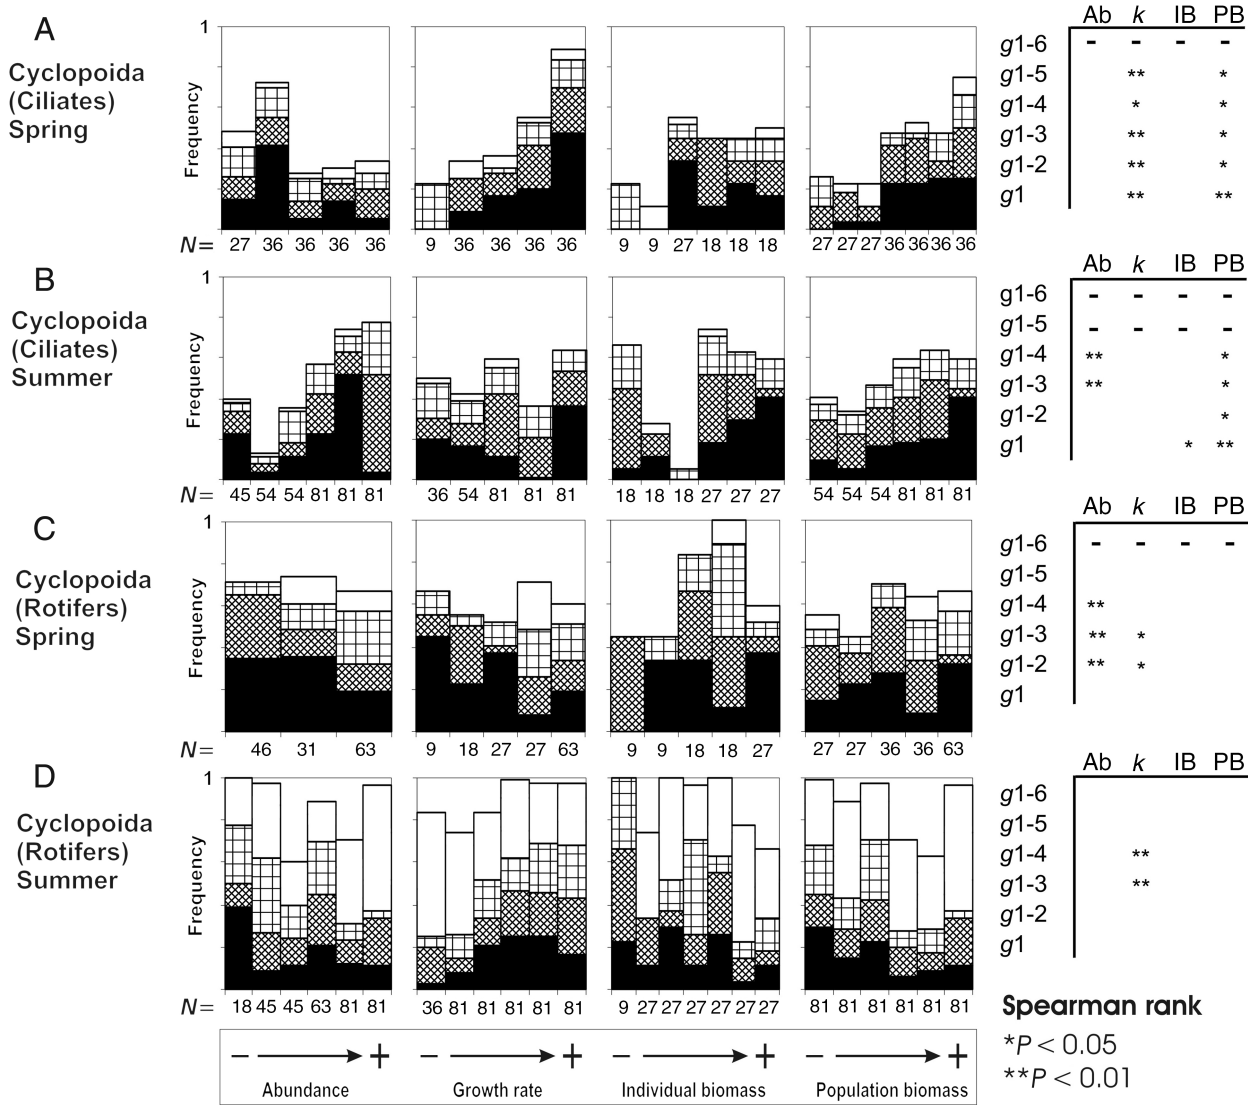 A
Cyclopoida
(Ciliates)
Spring
Frequency
1
N= 27 36 36 36 36 9 36 36 36 36 9 9 27 18 18 18 27 27 27 36 36 36 36
Ab k IB PB
g1-6 - - - -
g1-5 ** *
g1-4 * *
g1-3 ** *
g1-2 ** *
g1 ** **
B
Cyclopoida
(Ciliates)
Summer
Frequency
1
N= 45 54 54 81 81 81 36 54 81 81 81 18 18 18 27 27 27 54 54 54 81 81 81
Ab k IB PB
g1-6 - - - -
g1-5 - - - -
g1-4 ** *
g1-3 ** *
g1-2 *
g1 * **
C
Cyclopoida
(Rotifers)
Spring
Frequency
1
N= 46 31 63 9 18 27 27 63 9 9 18 18 27 27 27 36 36 63
Ab k IB PB
g1-6 - - - -
g1-5
g1-4 **
g1-3 ** *
g1-2 ** *
g1
D
Cyclopoida
(Rotifers)
Summer
Frequency
1
N= 18 45 45 63 81 81 36 81 81 81 81 81 9 27 27 27 27 27 27 81 81 81 81 81 81
Ab k IB PB
g1-6
g1-5
g1-4 **
g1-3 **
g1-2
g1
− + − + − + − +
Abundance Growth rate Individual biomass Population biomass
Spearman rank
*P < 0.05
**P < 0.01